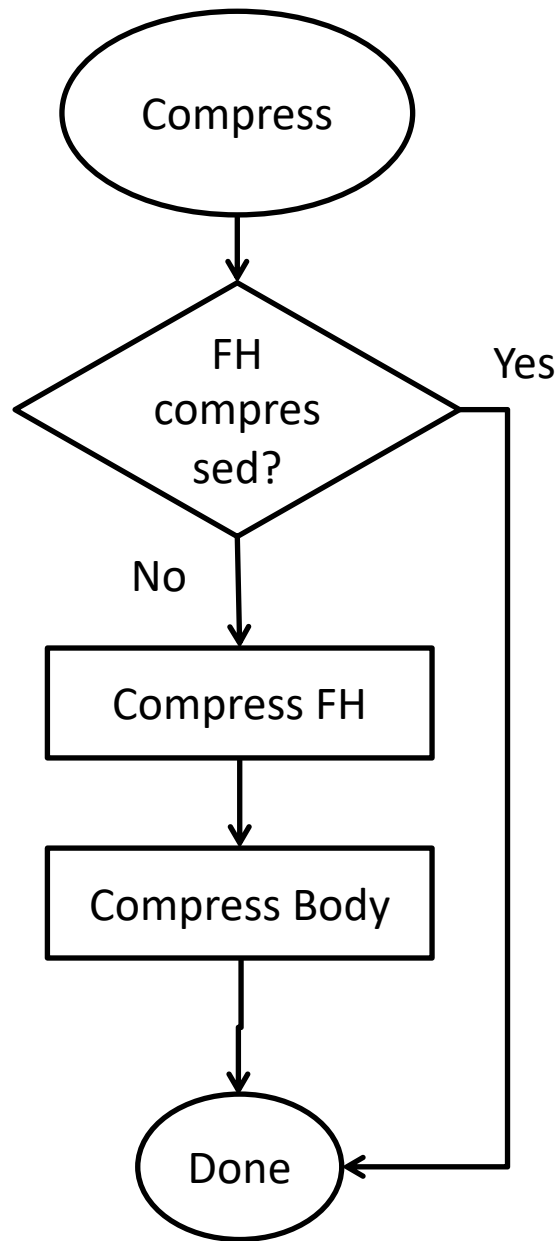 Compress
FH
compres
sed?
Yes
No
Compress FH
Compress Body
Done